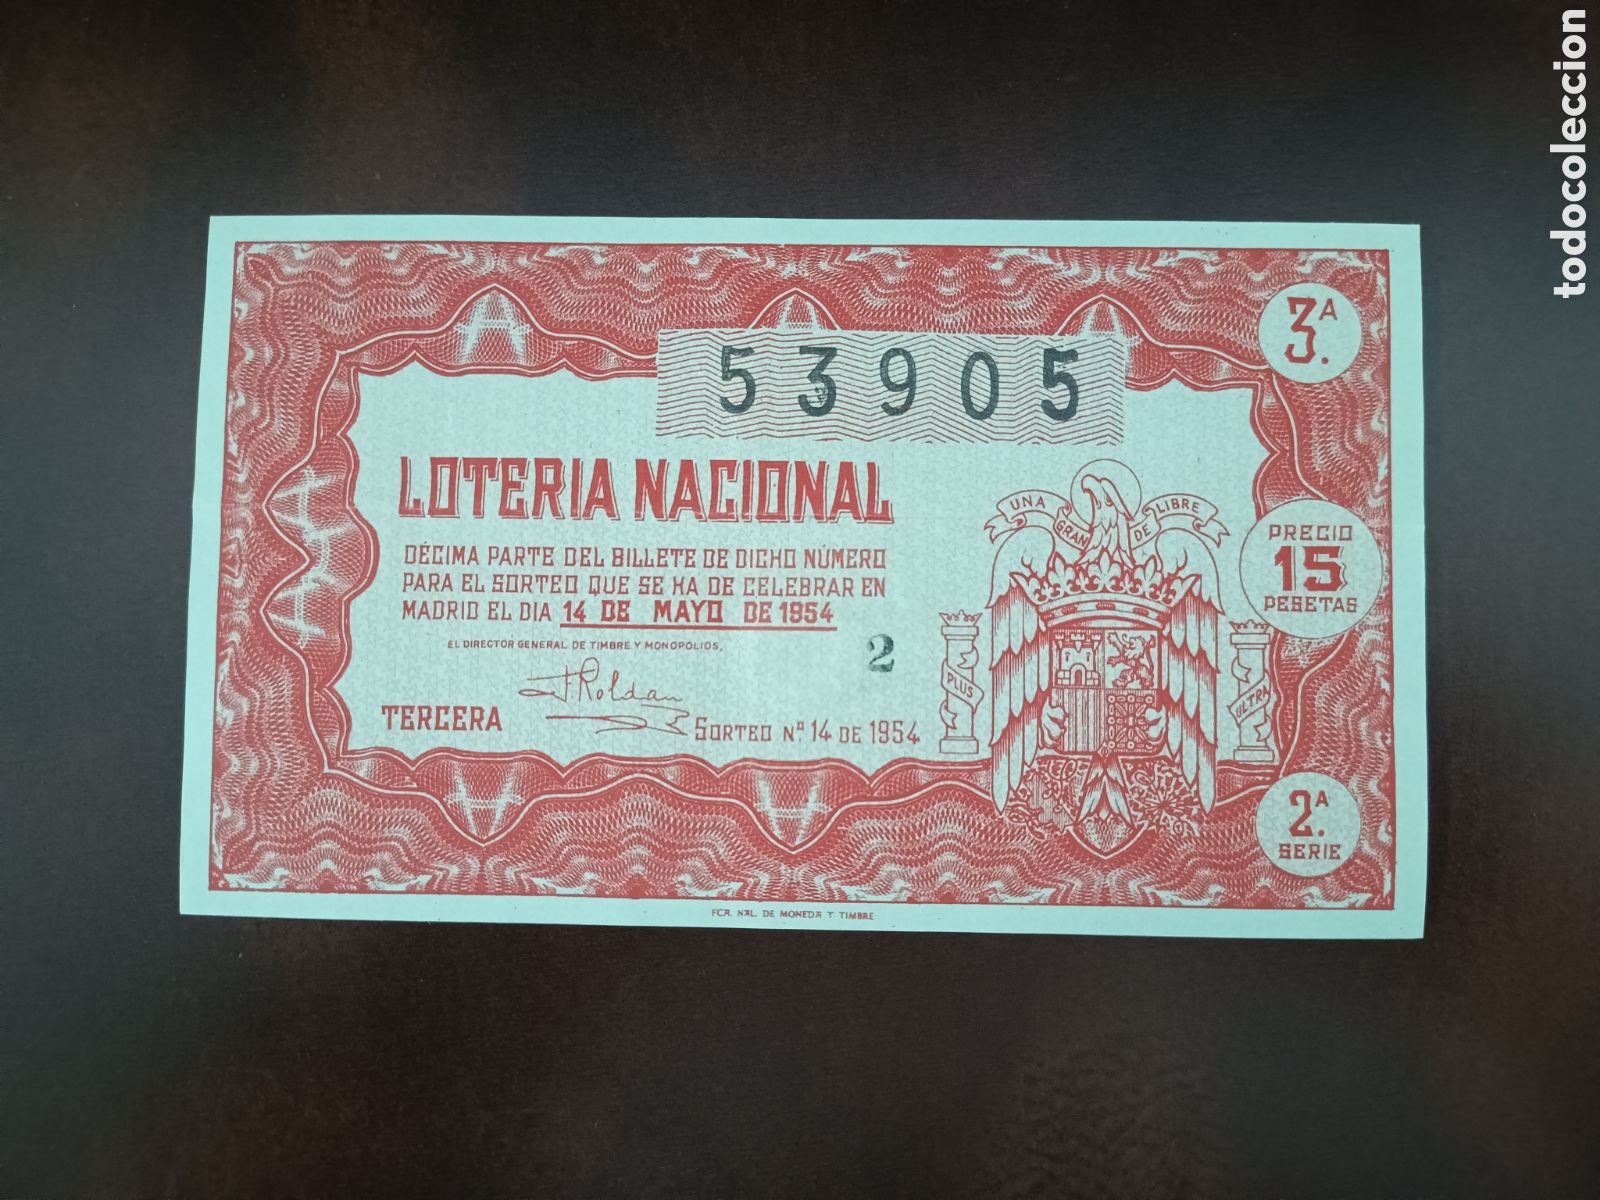 todocoleccion
3.ª
53905
LOTERIA NACIONAL
UNA GRANDE LIBRE
DÉCIMA PARTE DEL BILLETE DE DICHO NÚMERO
PARA EL SORTEO QUE SE HA DE CELEBRAR EN
MADRID EL DIA 14 DE MAYO DE 1954
PRECIO
15
PESETAS
EL DIRECTOR GENERAL DE TIMBRE Y MONOPOLIOS,
2
F Roldan
PLUS
ULTRA
TERCERA
SORTEO N.º 14 DE 1954
2.ª
SERIE
FCA. NAL. DE MONEDA Y TIMBRE